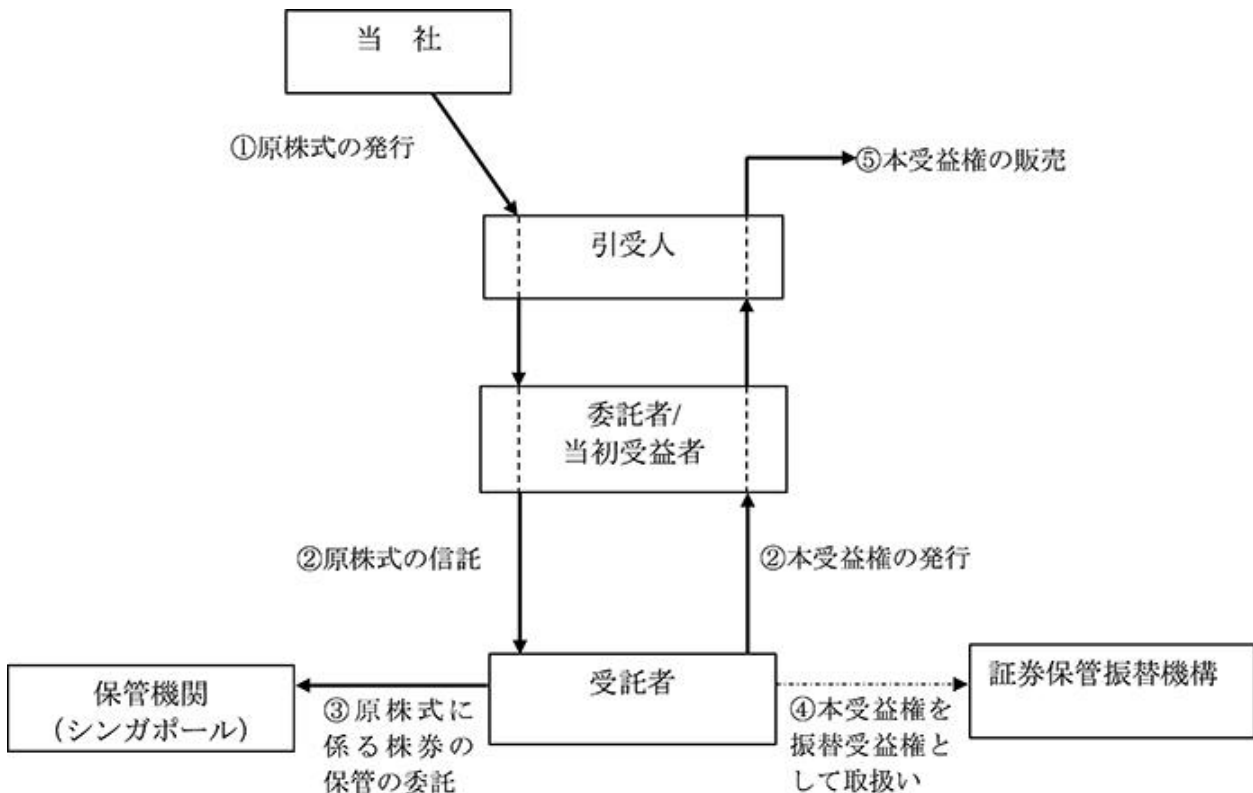 当　社
①原株式の発行
⑤本受益権の販売
引受人
委託者/
当初受益者
②原株式の信託
②本受益権の発行
保管機関
（シンガポール）
③原株式に
係る株券の
保管の委託
受託者
④本受益権を
振替受益権と
して取扱い
証券保管振替機構